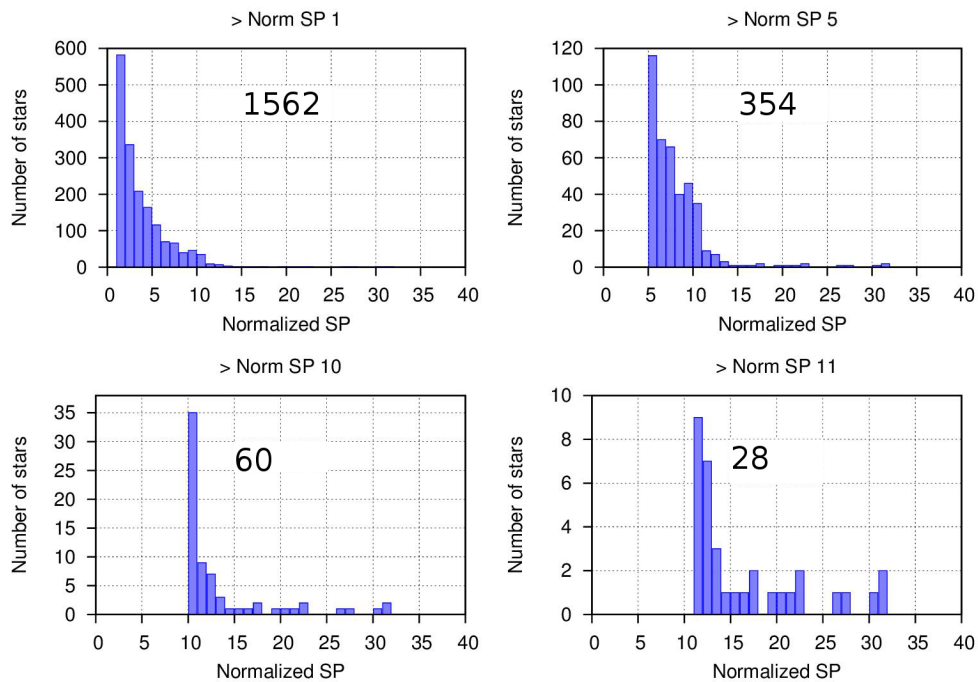 > Norm SP 1
600
500
400
300
200
100
0
Number of stars
1562
0 5 10 15 20 25 30 35 40
Normalized SP
> Norm SP 5
120
100
80
60
40
20
0
Number of stars
354
0 5 10 15 20 25 30 35 40
Normalized SP
> Norm SP 10
35
30
25
20
15
10
5
0
Number of stars
60
0 5 10 15 20 25 30 35 40
Normalized SP
> Norm SP 11
10
8
6
4
2
0
Number of stars
28
0 5 10 15 20 25 30 35 40
Normalized SP